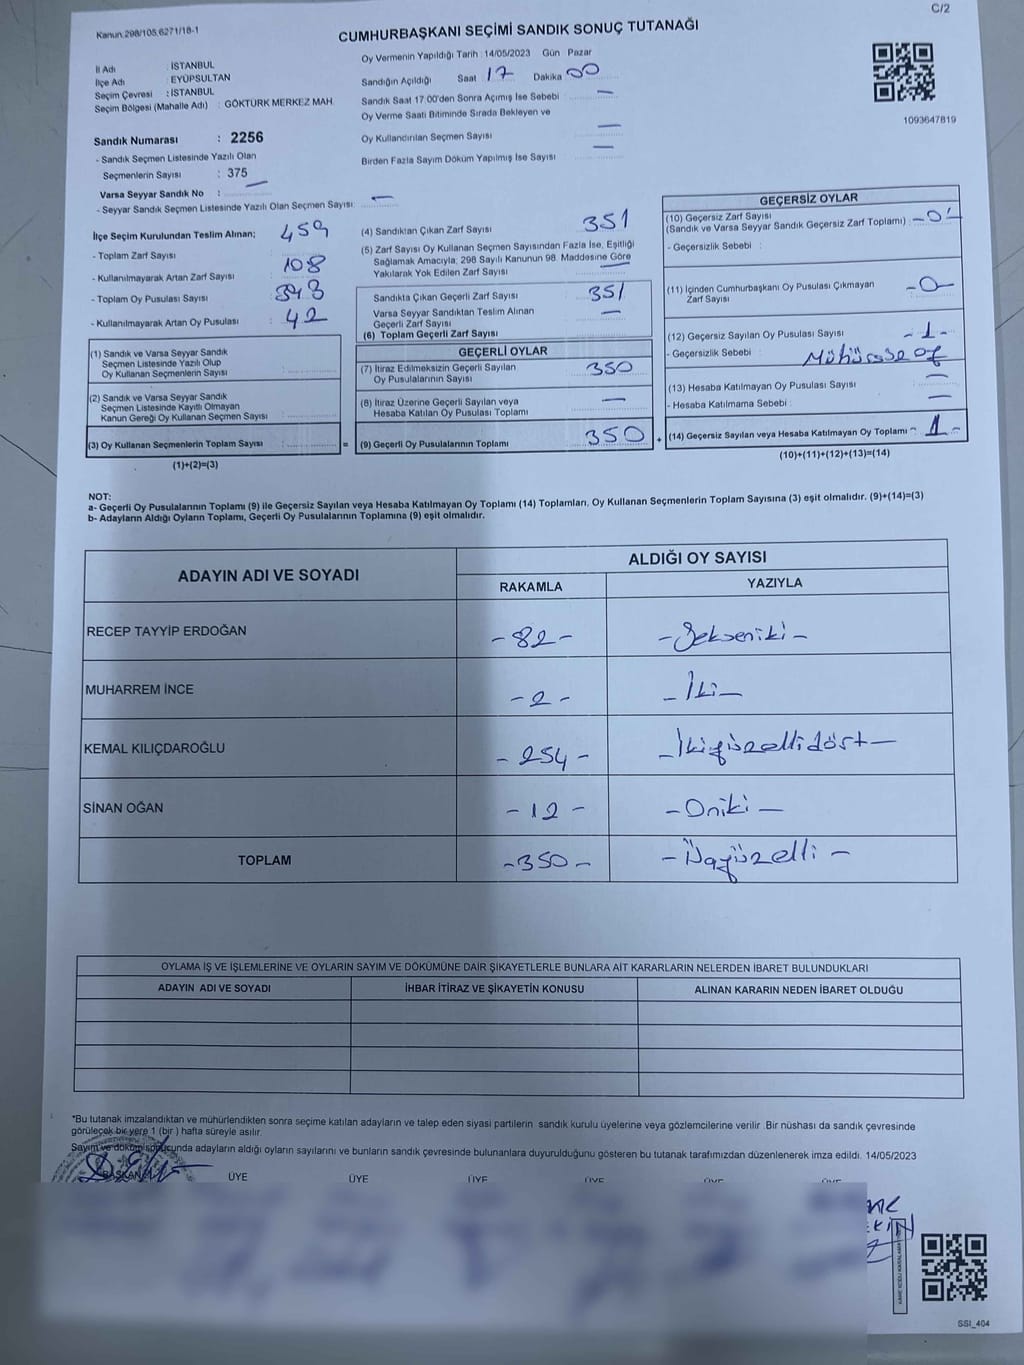 C/2
Kanun:298/105,6271/18-1
CUMHURBAŞKANI SEÇİMİ SANDIK SONUÇ TUTANAĞI
İl Adı : İSTANBUL
İlçe Adı : EYÜPSULTAN
Seçim Çevresi : İSTANBUL
Seçim Bölgesi (Mahalle Adı) : GÖKTÜRK MERKEZ MAH.
Sandık Numarası : 2256
- Sandık Seçmen Listesinde Yazılı Olan
Seçmenlerin Sayısı : 375
Varsa Seyyar Sandık No : —
- Seyyar Sandık Seçmen Listesinde Yazılı Olan Seçmen Sayısı: —
Oy Vermenin Yapıldığı Tarih :14/05/2023 Gün Pazar
Sandığın Açıldığı Saat 17 Dakika 00
Sandık Saat 17:00'den Sonra Açımış İse Sebebi —
Oy Verme Saati Bitiminde Sırada Bekleyen ve
Oy Kullandırılan Seçmen Sayısı —
Birden Fazla Sayım Döküm Yapılmış İse Sayısı —
1093647819
İlçe Seçim Kurulundan Teslim Alınan;
- Toplam Zarf Sayısı 459
- Kullanılmayarak Artan Zarf Sayısı 108
- Toplam Oy Pusulası Sayısı 393
- Kullanılmayarak Artan Oy Pusulası 42
(1) Sandık ve Varsa Seyyar Sandık
Seçmen Listesinde Yazılı Olup
Oy Kullanan Seçmenlerin Sayısı
(2) Sandık ve Varsa Seyyar Sandık
Seçmen Listesinde Kayıtlı Olmayan
Kanun Gereği Oy Kullanan Seçmen Sayısı
(3) Oy Kullanan Seçmenlerin Toplam Sayısı =
(1)+(2)=(3)
(4) Sandıktan Çıkan Zarf Sayısı 351
(5) Zarf Sayısı Oy Kullanan Seçmen Sayısından Fazla İse, Eşitliği
Sağlamak Amacıyla; 298 Sayılı Kanunun 98. Maddesine Göre
Yakılarak Yok Edilen Zarf Sayısı —
Sandıkta Çıkan Geçerli Zarf Sayısı 351
Varsa Seyyar Sandıktan Teslim Alınan
Geçerli Zarf Sayısı —
(6) Toplam Geçerli Zarf Sayısı
GEÇERLİ OYLAR
(7) İtiraz Edilmeksizin Geçerli Sayılan
Oy Pusulalarının Sayısı 350
(8) İtiraz Üzerine Geçerli Sayılan veya
Hesaba Katılan Oy Pusulası Toplamı —
(9) Geçerli Oy Pusulalarının Toplamı 350 +
GEÇERSİZ OYLAR
(10) Geçersiz Zarf Sayısı
(Sandık ve Varsa Seyyar Sandık Geçersiz Zarf Toplamı) -0-
- Geçersizlik Sebebi :
(11) İçinden Cumhurbaşkanı Oy Pusulası Çıkmayan
Zarf Sayısı -0-
(12) Geçersiz Sayılan Oy Pusulası Sayısı -1-
- Geçersizlik Sebebi : Mühürsüz oy
(13) Hesaba Katılmayan Oy Pusulası Sayısı —
- Hesaba Katılmama Sebebi : —
(14) Geçersiz Sayılan veya Hesaba Katılmayan Oy Toplamı -1-
(10)+(11)+(12)+(13)=(14)
NOT:
a- Geçerli Oy Pusulalarının Toplamı (9) ile Geçersiz Sayılan veya Hesaba Katılmayan Oy Toplamı (14) Toplamları, Oy Kullanan Seçmenlerin Toplam Sayısına (3) eşit olmalıdır. (9)+(14)=(3)
b- Adayların Aldığı Oyların Toplamı, Geçerli Oy Pusulalarının Toplamına (9) eşit olmalıdır.
ADAYIN ADI VE SOYADI
ALDIĞI OY SAYISI
RAKAMLA YAZIYLA
RECEP TAYYİP ERDOĞAN -82- -Sekseniki-
MUHARREM İNCE -2- -İki-
KEMAL KILIÇDAROĞLU -254- -İkiyüzellidört-
SİNAN OĞAN -12- -Oniki-
TOPLAM -350- -Üçyüzelli-
OYLAMA İŞ VE İŞLEMLERİNE VE OYLARIN SAYIM VE DÖKÜMÜNE DAİR ŞİKAYETLERLE BUNLARA AİT KARARLARIN NELERDEN İBARET BULUNDUKLARI
ADAYIN ADI VE SOYADI İHBAR İTİRAZ VE ŞİKAYETİN KONUSU ALINAN KARARIN NEDEN İBARET OLDUĞU
*Bu tutanak imzalandıktan ve mühürlendikten sonra seçime katılan adayların ve talep eden siyasi partilerin sandık kurulu üyelerine veya gözlemcilerine verilir. Bir nüshası da sandık çevresinde
görülecek bir yere 1 (bir ) hafta süreyle asılır.
Sayım ve döküm sonucunda adayların aldığı oyların sayılarını ve bunların sandık çevresinde bulunanlara duyurulduğunu gösteren bu tutanak tarafımızdan düzenlenerek imza edildi. 14/05/2023
BAŞKAN ÜYE ÜYE ÜYE ÜYE ÜYE ÜYE
SSI_404